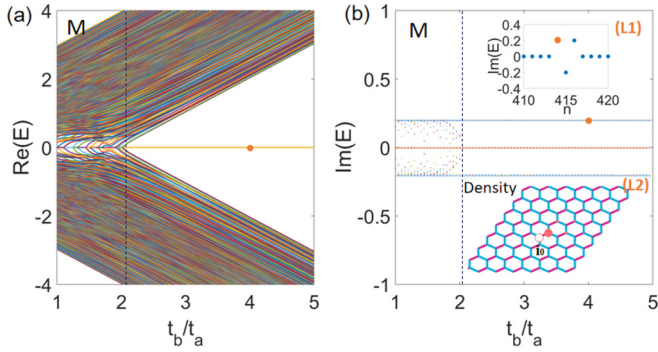 (a)
M
Re(E)
4
2
0
-2
-4
1
2
3
4
5
t_b/t_a
(b)
M
(L1)
Im(E)
1
0.5
0
-0.5
-1
Im(E)
0.4
0.2
0
-0.2
-0.4
410
415
420
n
Density
(L2)
i₀
1
2
3
4
5
t_b/t_a